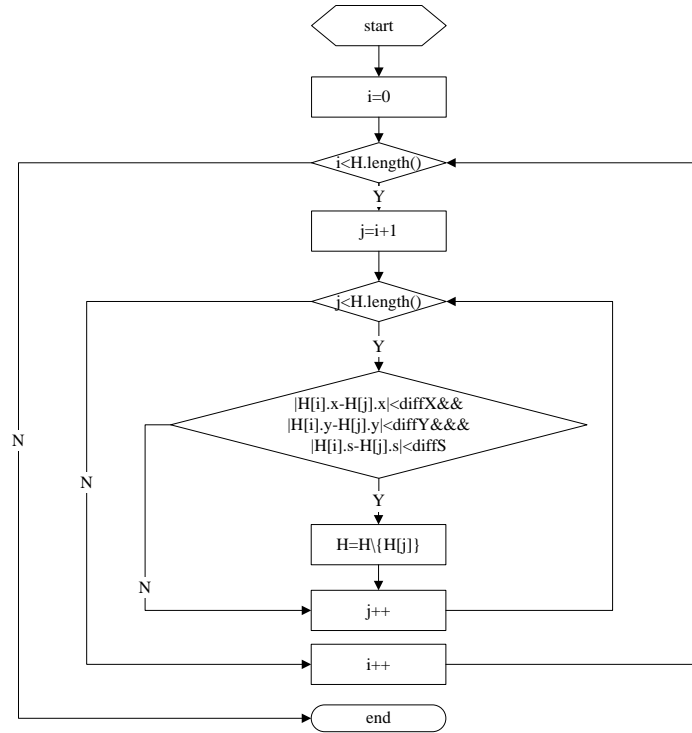 start
i=0
i<H.length()
Y
j=i+1
j<H.length()
Y
|H[i].x-H[j].x|<diffX&&
|H[i].y-H[j].y|<diffY&&&
|H[i].s-H[j].s|<diffS
N
N
Y
H=H\{H[j]}
N
j++
i++
end